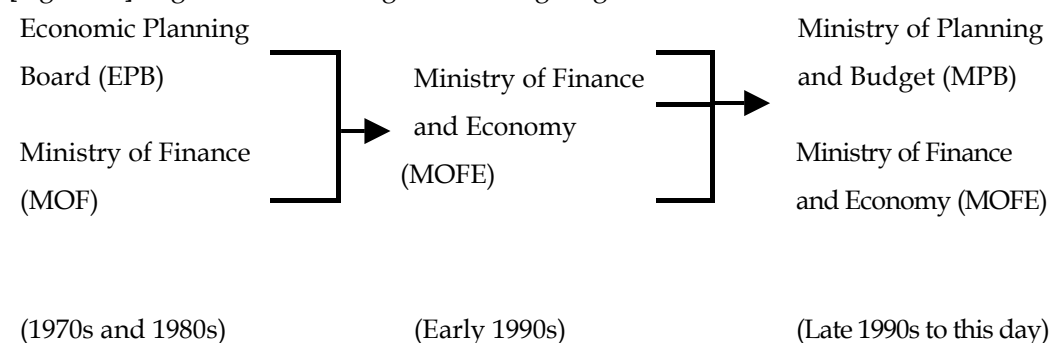 Economic Planning
Board (EPB)
Ministry of Finance
(MOF)
Ministry of Finance
and Economy
(MOFE)
Ministry of Planning
and Budget (MPB)
Ministry of Finance
and Economy (MOFE)
(1970s and 1980s)
(Early 1990s)
(Late 1990s to this day)